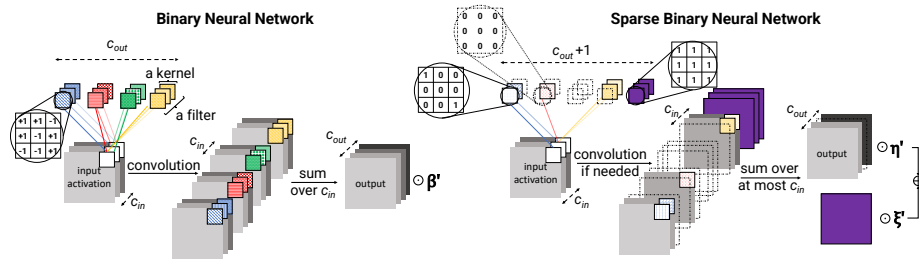 Binary Neural Network
c_out
a kernel
a filter
+1 +1 -1
+1 -1 -1
-1 -1 +1
input
activation
c_in
convolution
c_in
sum
over c_in
c_out
output
⊙ β'
Sparse Binary Neural Network
0 0 0
0 0 0
0 0 0
c_out+1
1 0 0
0 0 0
0 0 1
1 1 1
1 1 1
1 1 1
input
activation
c_in
convolution
if needed
c_in
sum over
at most c_in
c_out
output
⊙ η'
⊙ ξ'
⊕